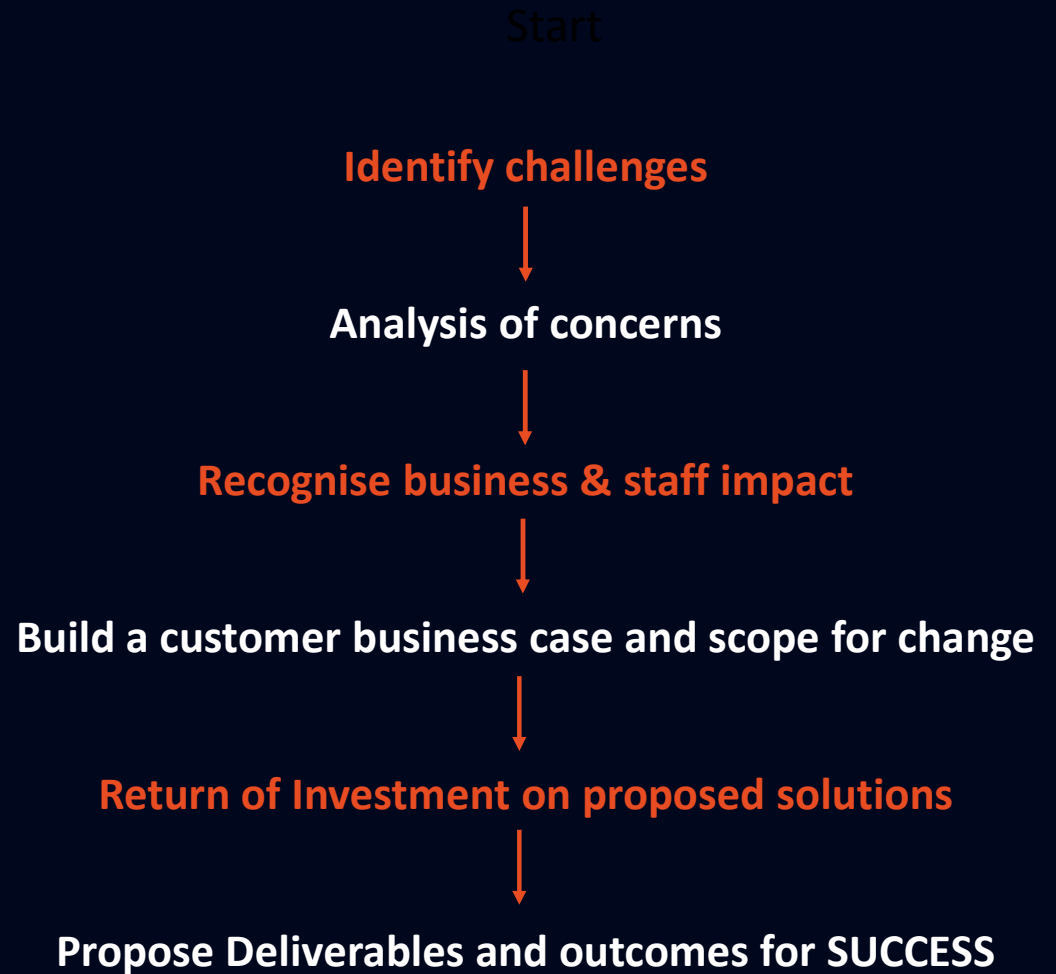 Start
Identify challenges
Analysis of concerns
Recognise business & staff impact
Build a customer business case and scope for change
Return of Investment on proposed solutions
Propose Deliverables and outcomes for SUCCESS